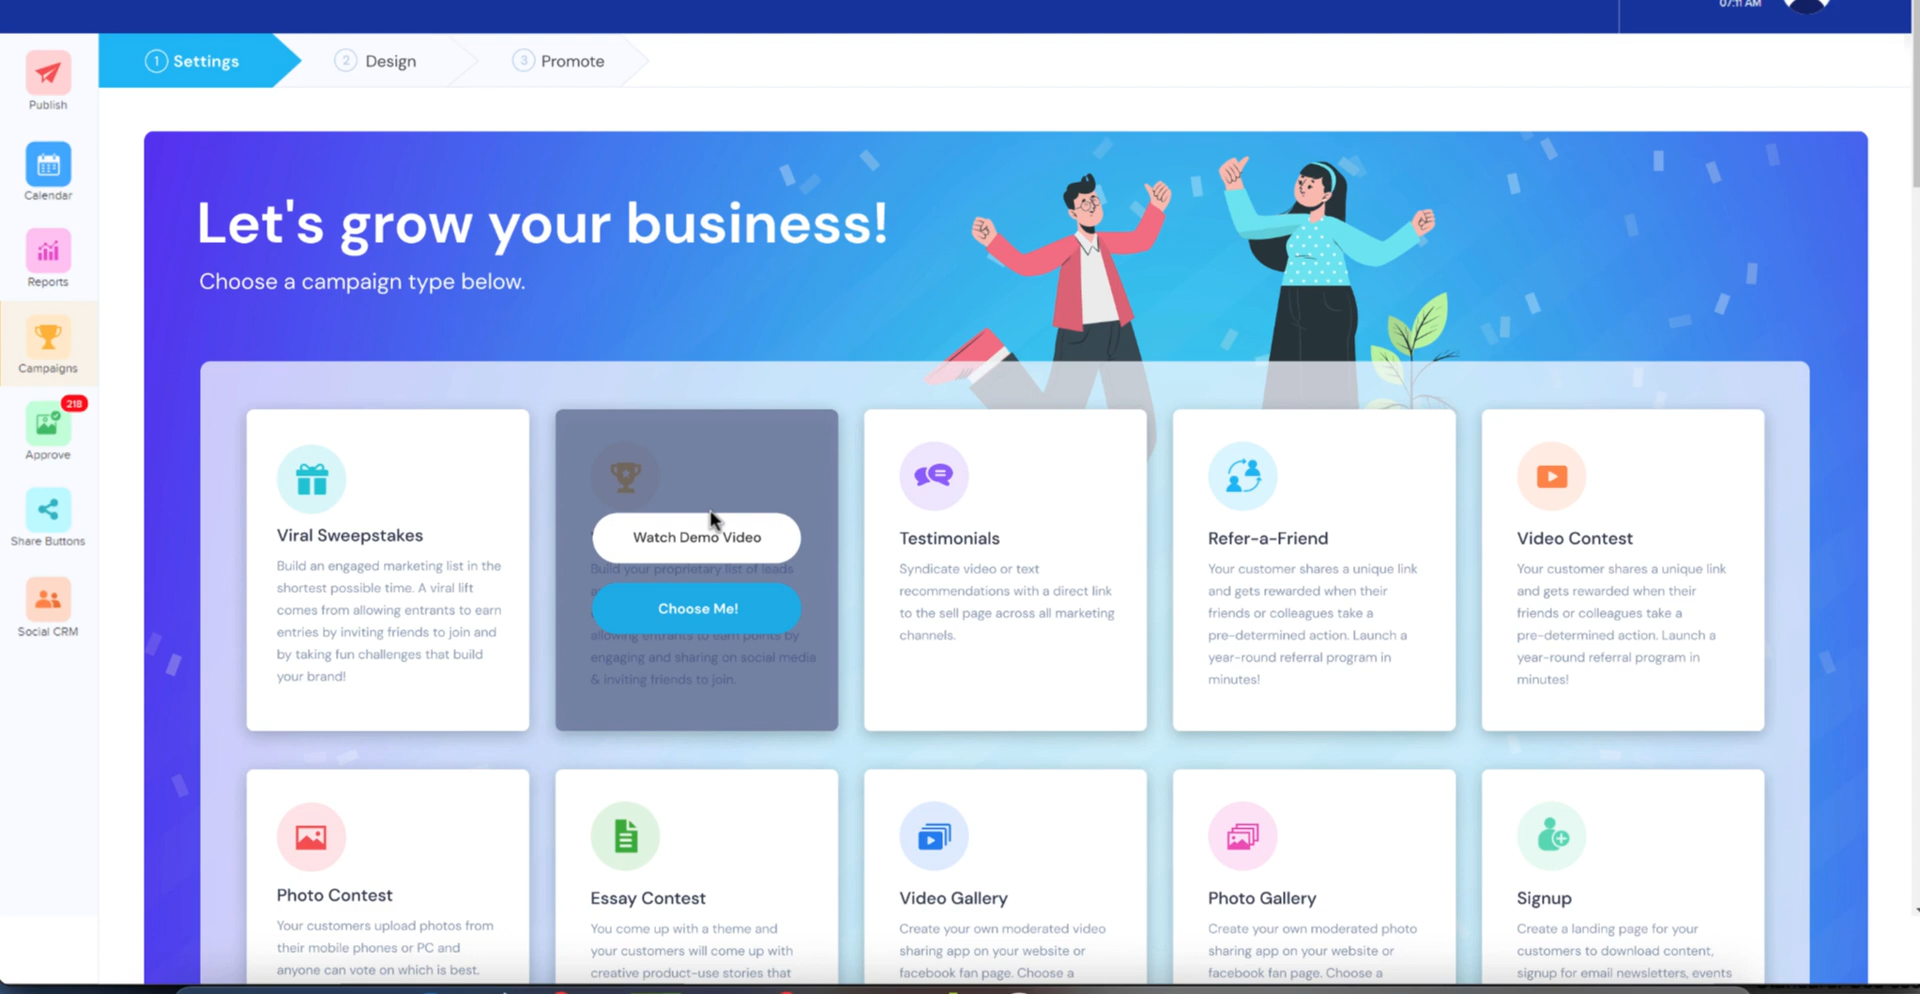 07:11 AM
Publish
Calendar
Reports
Campaigns
218
Approve
Share Buttons
Social CRM
1 Settings
2 Design
3 Promote
Let's grow your business!
Choose a campaign type below.
Viral Sweepstakes
Build an engaged marketing list in the
shortest possible time. A viral lift
comes from allowing entrants to earn
entries by inviting friends to join and
by taking fun challenges that build
your brand!
Watch Demo Video
Build your proprietary list of leads
Choose Me!
allowing entrants to earn points by
engaging and sharing on social media
& inviting friends to join.
Testimonials
Syndicate video or text
recommendations with a direct link
to the sell page across all marketing
channels.
Refer-a-Friend
Your customer shares a unique link
and gets rewarded when their
friends or colleagues take a
pre-determined action. Launch a
year-round referral program in
minutes!
Video Contest
Your customer shares a unique link
and gets rewarded when their
friends or colleagues take a
pre-determined action. Launch a
year-round referral program in
minutes!
Photo Contest
Your customers upload photos from
their mobile phones or PC and
anyone can vote on which is best.
Essay Contest
You come up with a theme and
your customers will come up with
creative product-use stories that
Video Gallery
Create your own moderated video
sharing app on your website or
facebook fan page. Choose a
Photo Gallery
Create your own moderated photo
sharing app on your website or
facebook fan page. Choose a
Signup
Create a landing page for your
customers to download content,
signup for email newsletters, events